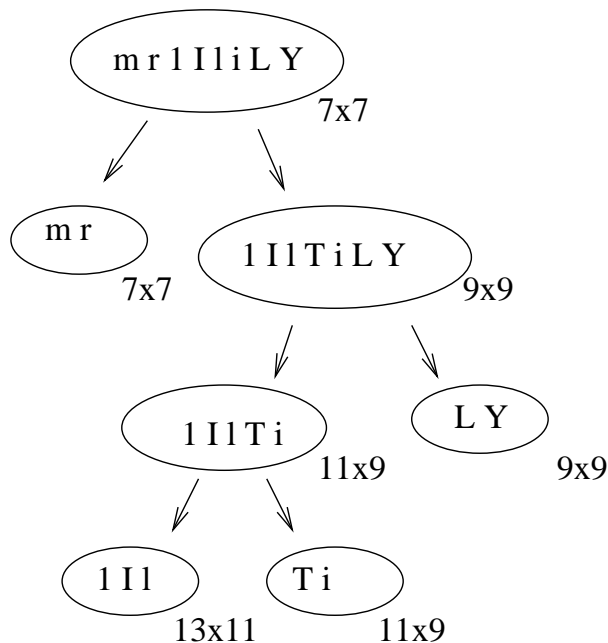 m r 1 I l i L Y
7x7
m r
7x7
1 I l T i L Y
9x9
1 I l T i
11x9
L Y
9x9
1 I l
13x11
T i
11x9